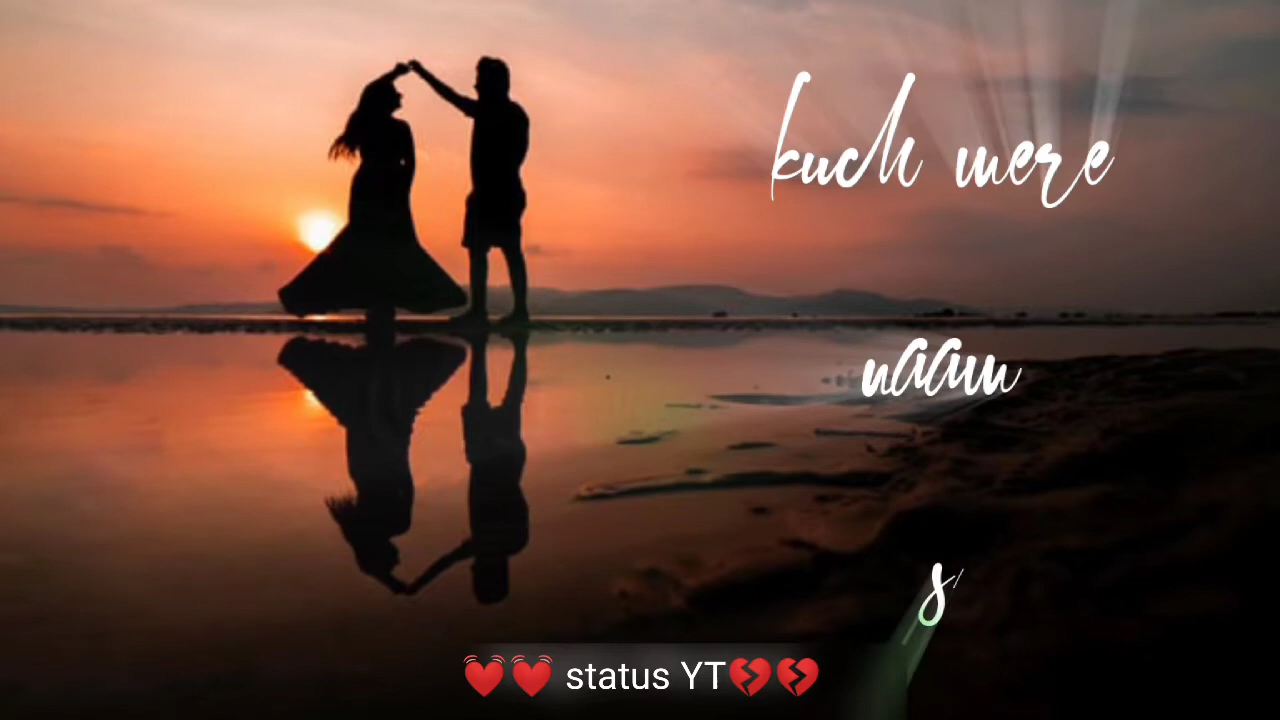 kuch mere
naam
s
💓💓 status YT💔💔